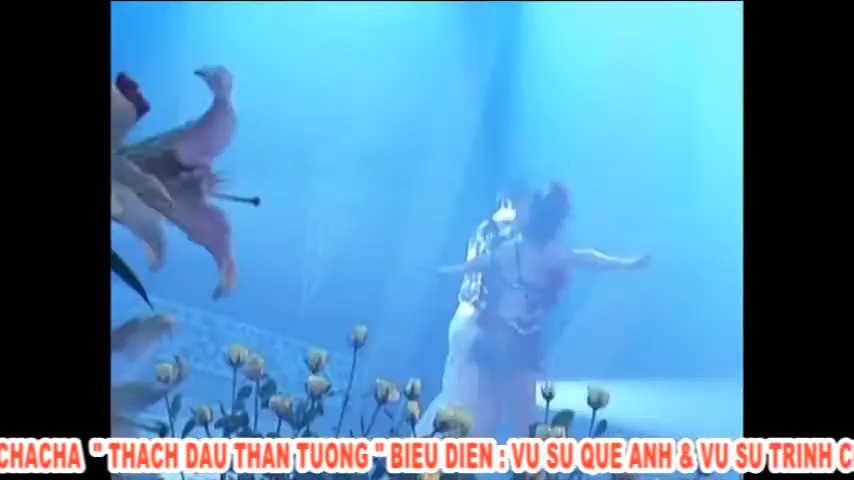 CHACHA " THACH DAU THAN TUONG " BIEU DIEN : VU SU QUE ANH & VU SU TRINH